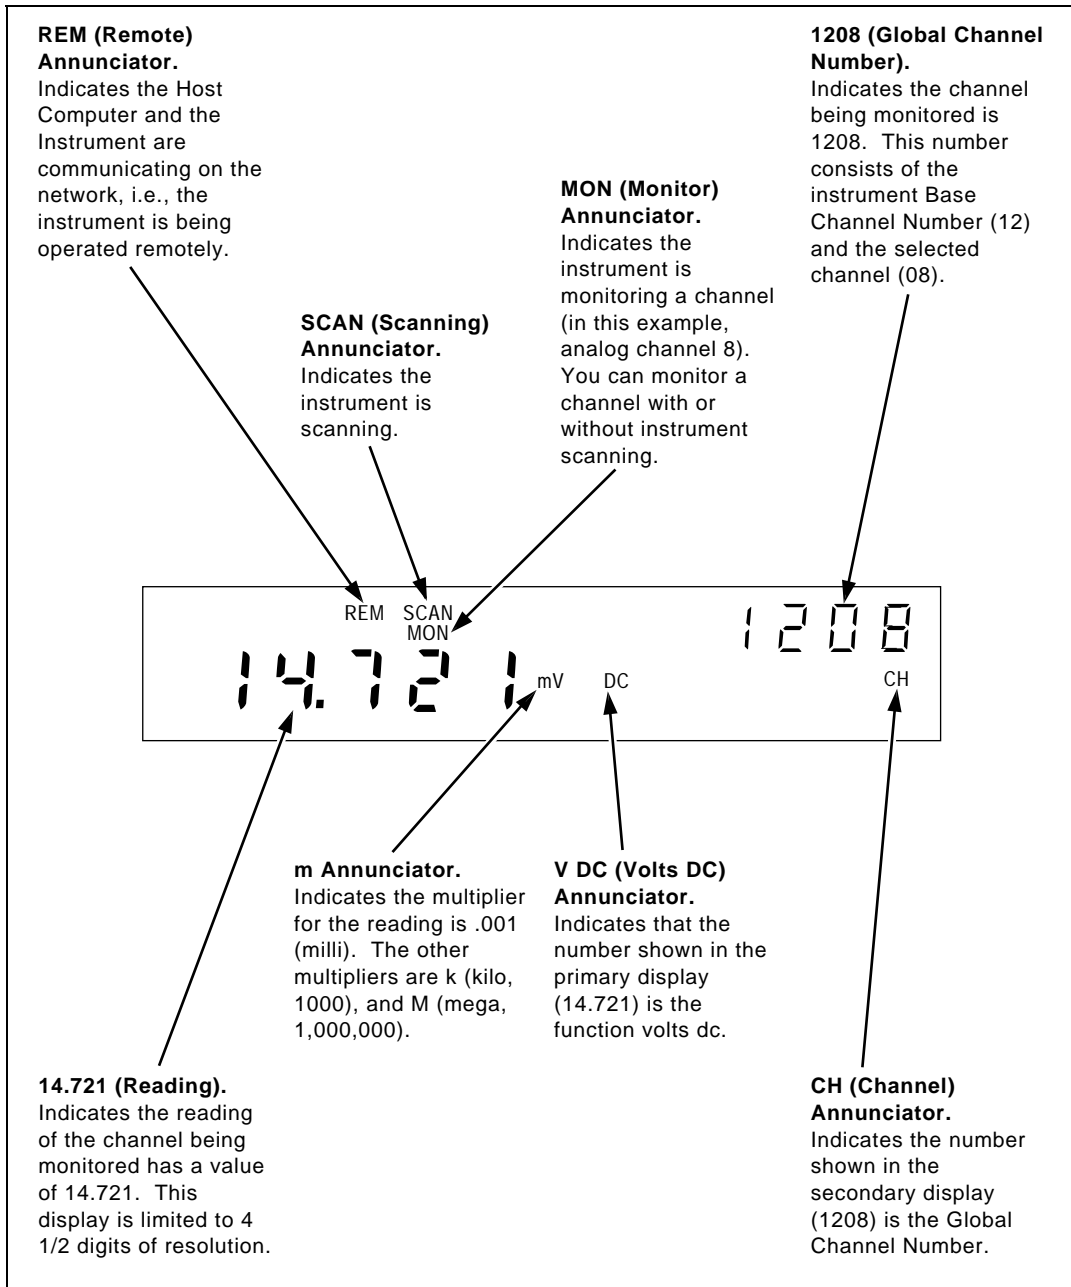 REM (Remote)
Annunciator.
Indicates the Host
Computer and the
Instrument are
communicating on the
network, i.e., the
instrument is being
operated remotely.
SCAN (Scanning)
Annunciator.
Indicates the
instrument is
scanning.
MON (Monitor)
Annunciator.
Indicates the
instrument is
monitoring a channel
(in this example,
analog channel 8).
You can monitor a
channel with or
without instrument
scanning.
1208 (Global Channel
Number).
Indicates the channel
being monitored is
1208. This number
consists of the
instrument Base
Channel Number (12)
and the selected
channel (08).
REM SCAN
MON
1208
14.721 mV DC
CH
m Annunciator.
Indicates the multiplier
for the reading is .001
(milli). The other
multipliers are k (kilo,
1000), and M (mega,
1,000,000).
V DC (Volts DC)
Annunciator.
Indicates that the
number shown in the
primary display
(14.721) is the
function volts dc.
14.721 (Reading).
Indicates the reading
of the channel being
monitored has a value
of 14.721. This
display is limited to 4
1/2 digits of resolution.
CH (Channel)
Annunciator.
Indicates the number
shown in the
secondary display
(1208) is the Global
Channel Number.